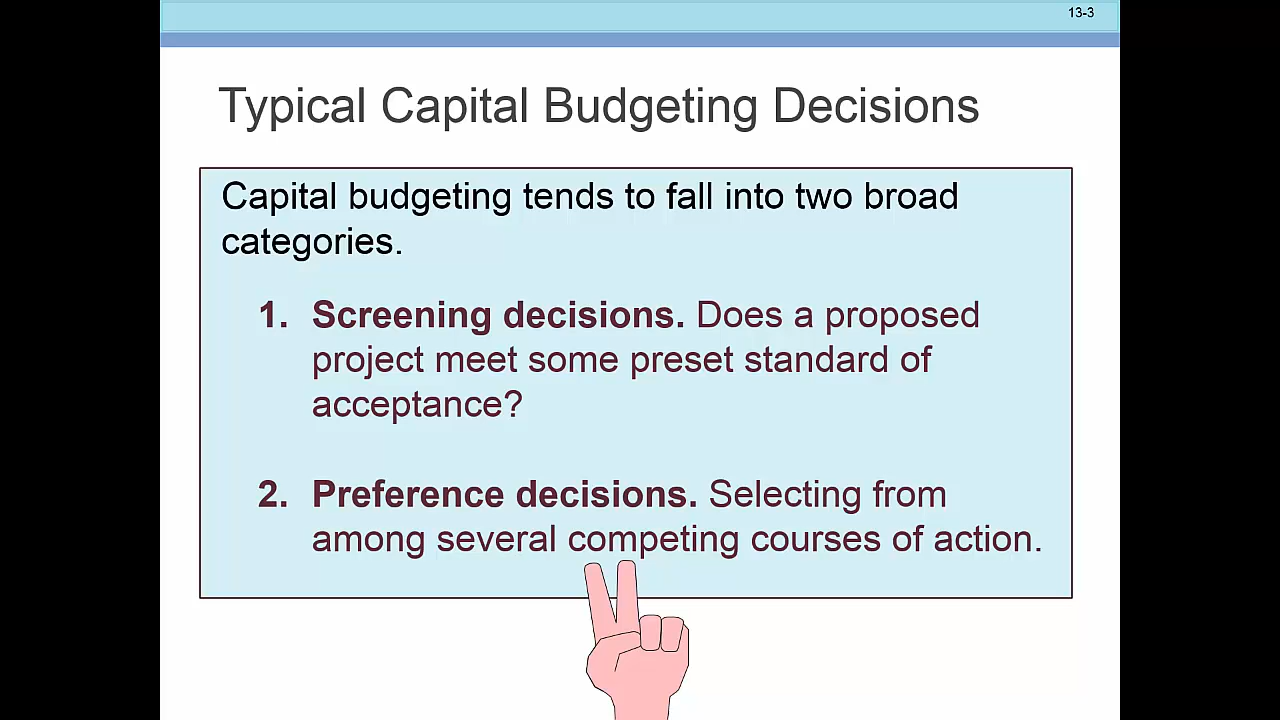 13-3
Typical Capital Budgeting Decisions
Capital budgeting tends to fall into two broad
categories.
1. Screening decisions. Does a proposed
project meet some preset standard of
acceptance?
2. Preference decisions. Selecting from
among several competing courses of action.